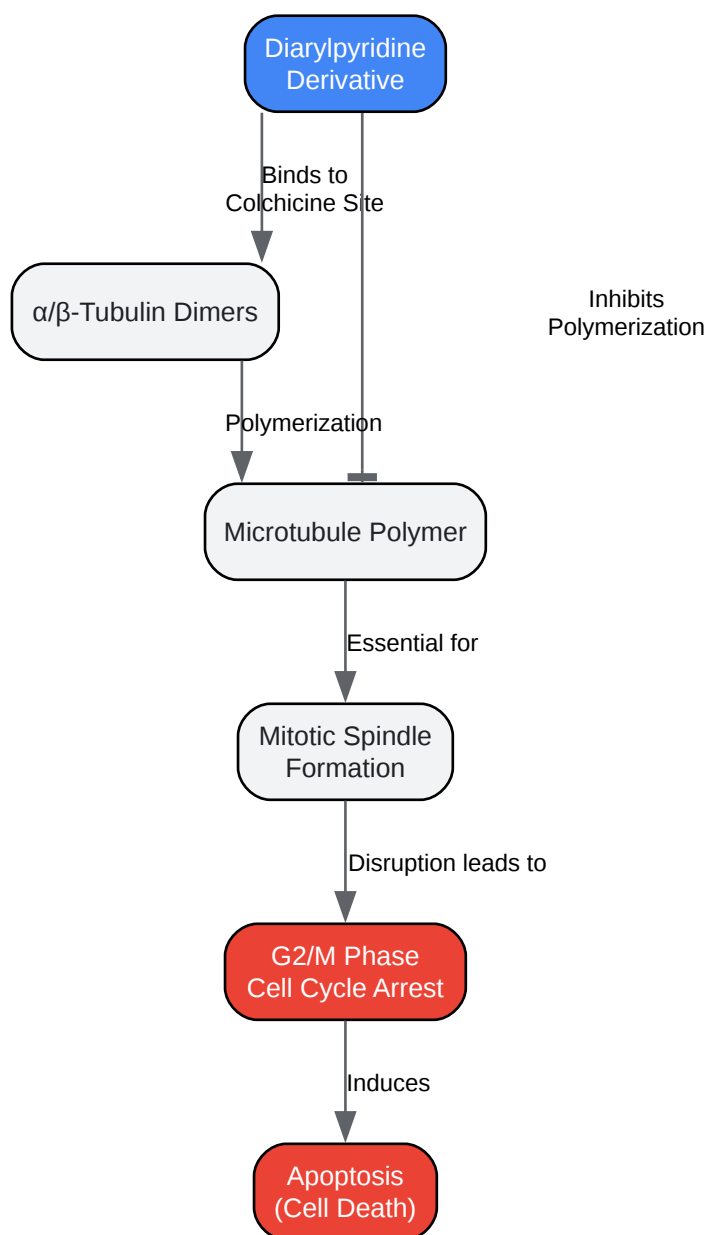 Diarylpyridine
Derivative
Binds to
Colchicine Site
α/β-Tubulin Dimers
Inhibits
Polymerization
Polymerization
Microtubule Polymer
Essential for
Mitotic Spindle
Formation
Disruption leads to
G2/M Phase
Cell Cycle Arrest
Induces
Apoptosis
(Cell Death)